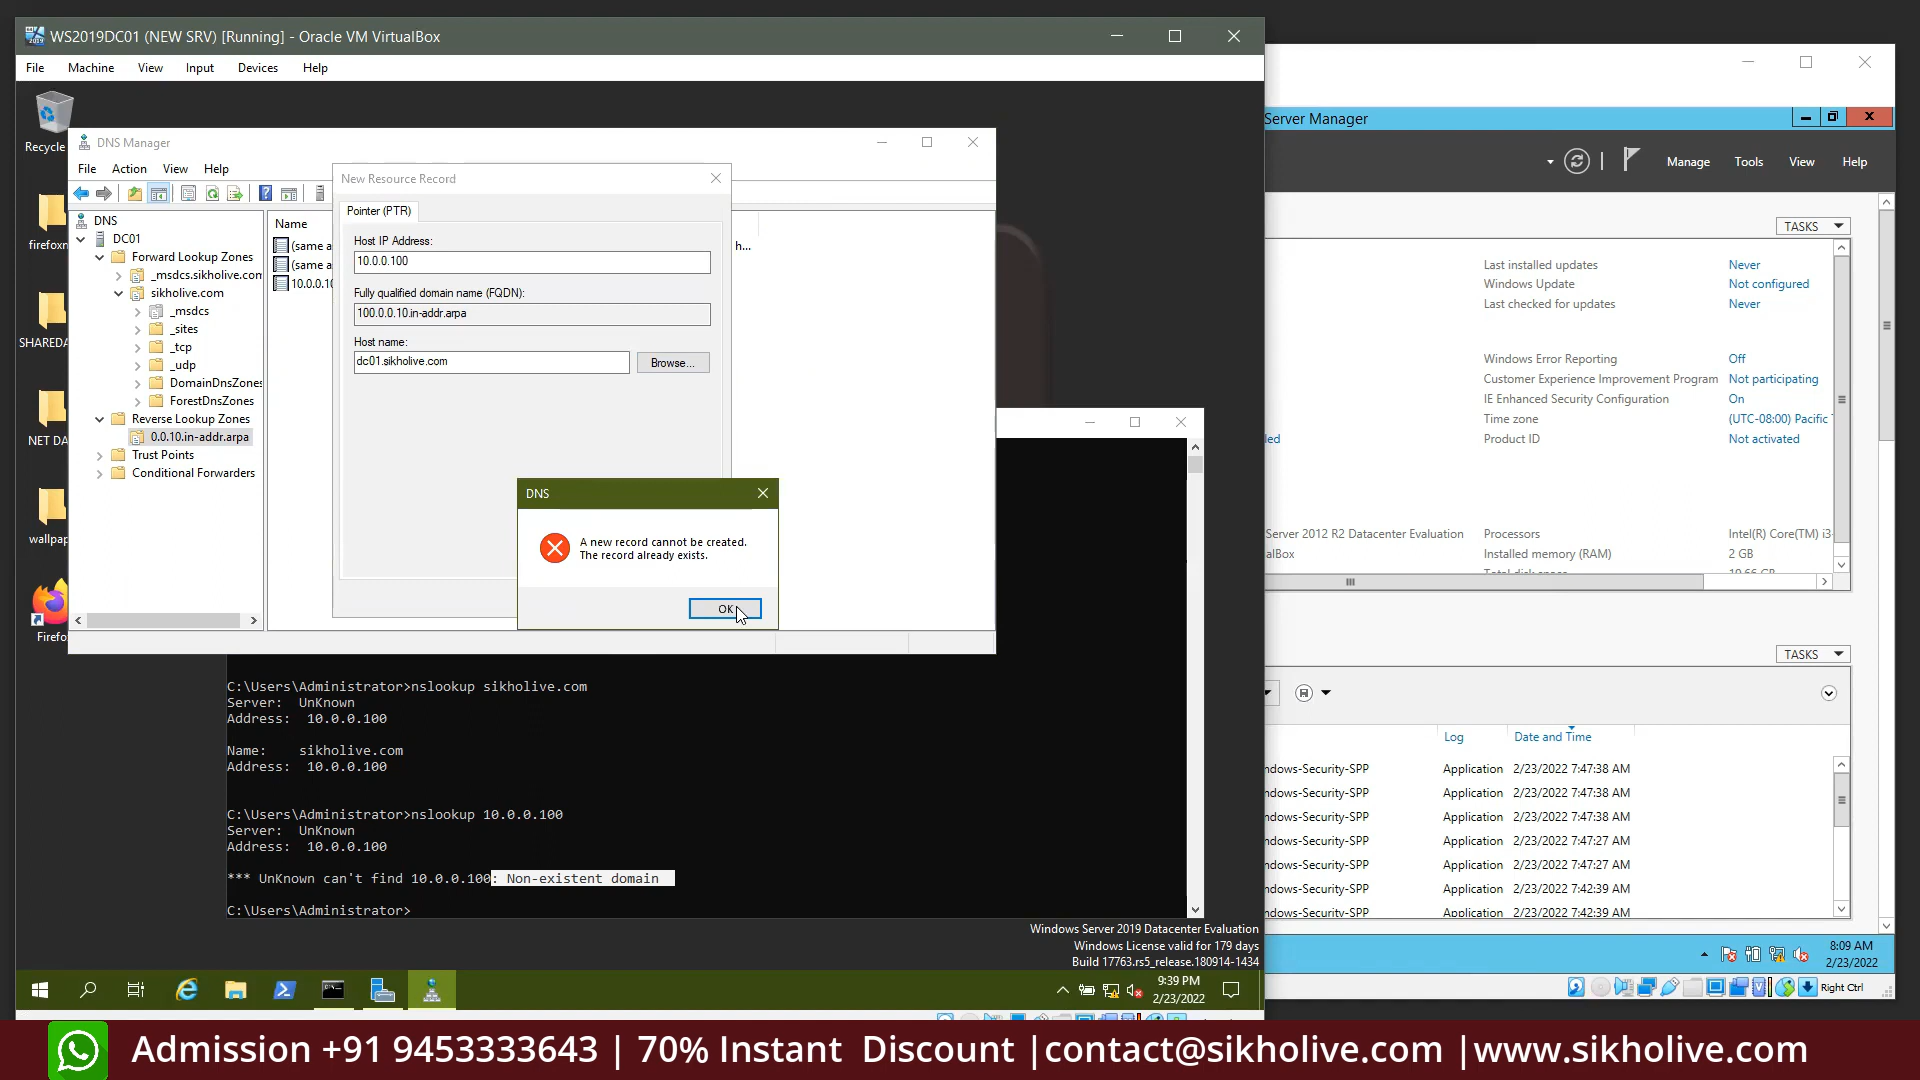 WS2019DC01 (NEW SRV) [Running] - Oracle VM VirtualBox
File Machine View Input Devices Help
Recycle
firefoxn
SHAREDA
NET DA
wallpap
Firefo
DNS Manager
File Action View Help
DNS
DC01
Forward Lookup Zones
_msdcs.sikholive.com
sikholive.com
_msdcs
_sites
_tcp
_udp
DomainDnsZones
ForestDnsZones
Reverse Lookup Zones
0.0.10.in-addr.arpa
Trust Points
Conditional Forwarders
Name
(same a
(same a
10.0.0.10
h...
New Resource Record
Pointer (PTR)
Host IP Address:
10.0.0.100
Fully qualified domain name (FQDN):
100.0.0.10.in-addr.arpa
Host name:
dc01.sikholive.com
Browse...
DNS
A new record cannot be created.
The record already exists.
OK
C:\Users\Administrator>nslookup sikholive.com
Server: UnKnown
Address: 10.0.0.100
Name: sikholive.com
Address: 10.0.0.100
C:\Users\Administrator>nslookup 10.0.0.100
Server: UnKnown
Address: 10.0.0.100
*** UnKnown can't find 10.0.0.100: Non-existent domain
C:\Users\Administrator>
Windows Server 2019 Datacenter Evaluation
Windows License valid for 179 days
Build 17763.rs5_release.180914-1434
9:39 PM
2/23/2022
Server Manager
Manage Tools View Help
TASKS
Last installed updates Never
Windows Update Not configured
Last checked for updates Never
Windows Error Reporting Off
Customer Experience Improvement Program Not participating
IE Enhanced Security Configuration On
Time zone (UTC-08:00) Pacific
led Product ID Not activated
Server 2012 R2 Datacenter Evaluation Processors Intel(R) Core(TM) i3-
alBox Installed memory (RAM) 2 GB
Total disk space 19.66 GB
TASKS
Log Date and Time
ndows-Security-SPP Application 2/23/2022 7:47:38 AM
ndows-Security-SPP Application 2/23/2022 7:47:38 AM
ndows-Security-SPP Application 2/23/2022 7:47:38 AM
ndows-Security-SPP Application 2/23/2022 7:47:27 AM
ndows-Security-SPP Application 2/23/2022 7:47:27 AM
ndows-Security-SPP Application 2/23/2022 7:42:39 AM
ndows-Security-SPP Application 2/23/2022 7:42:39 AM
8:09 AM
2/23/2022
Right Ctrl
Admission +91 9453333643 | 70% Instant Discount |contact@sikholive.com |www.sikholive.com